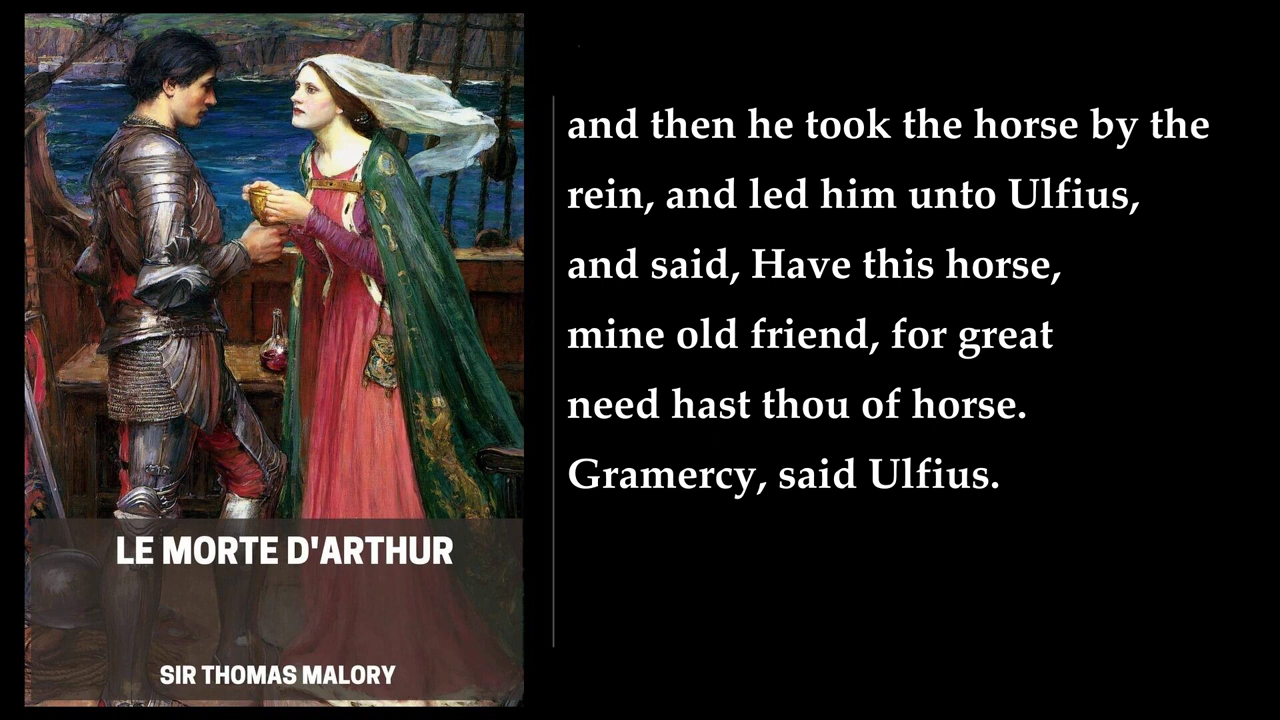 LE MORTE D'ARTHUR
SIR THOMAS MALORY
and then he took the horse by the
rein, and led him unto Ulfius,
and said, Have this horse,
mine old friend, for great
need hast thou of horse.
Gramercy, said Ulfius.